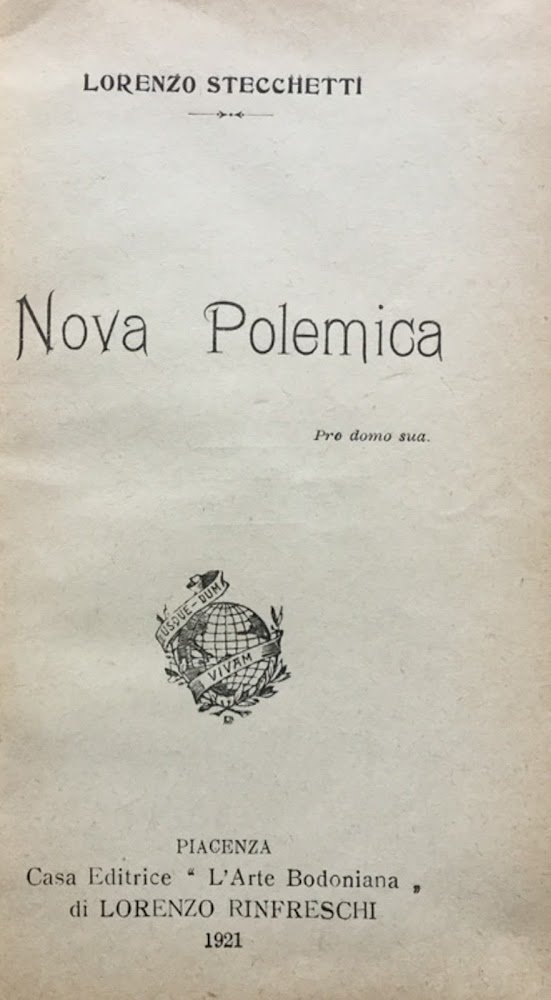 LORENZO STECCHETTI
Nova Polemica
Pro domo sua.
USQUE-DUM
VIVAM
PIACENZA
Casa Editrice “ L'Arte Bodoniana „
di LORENZO RINFRESCHI
1921